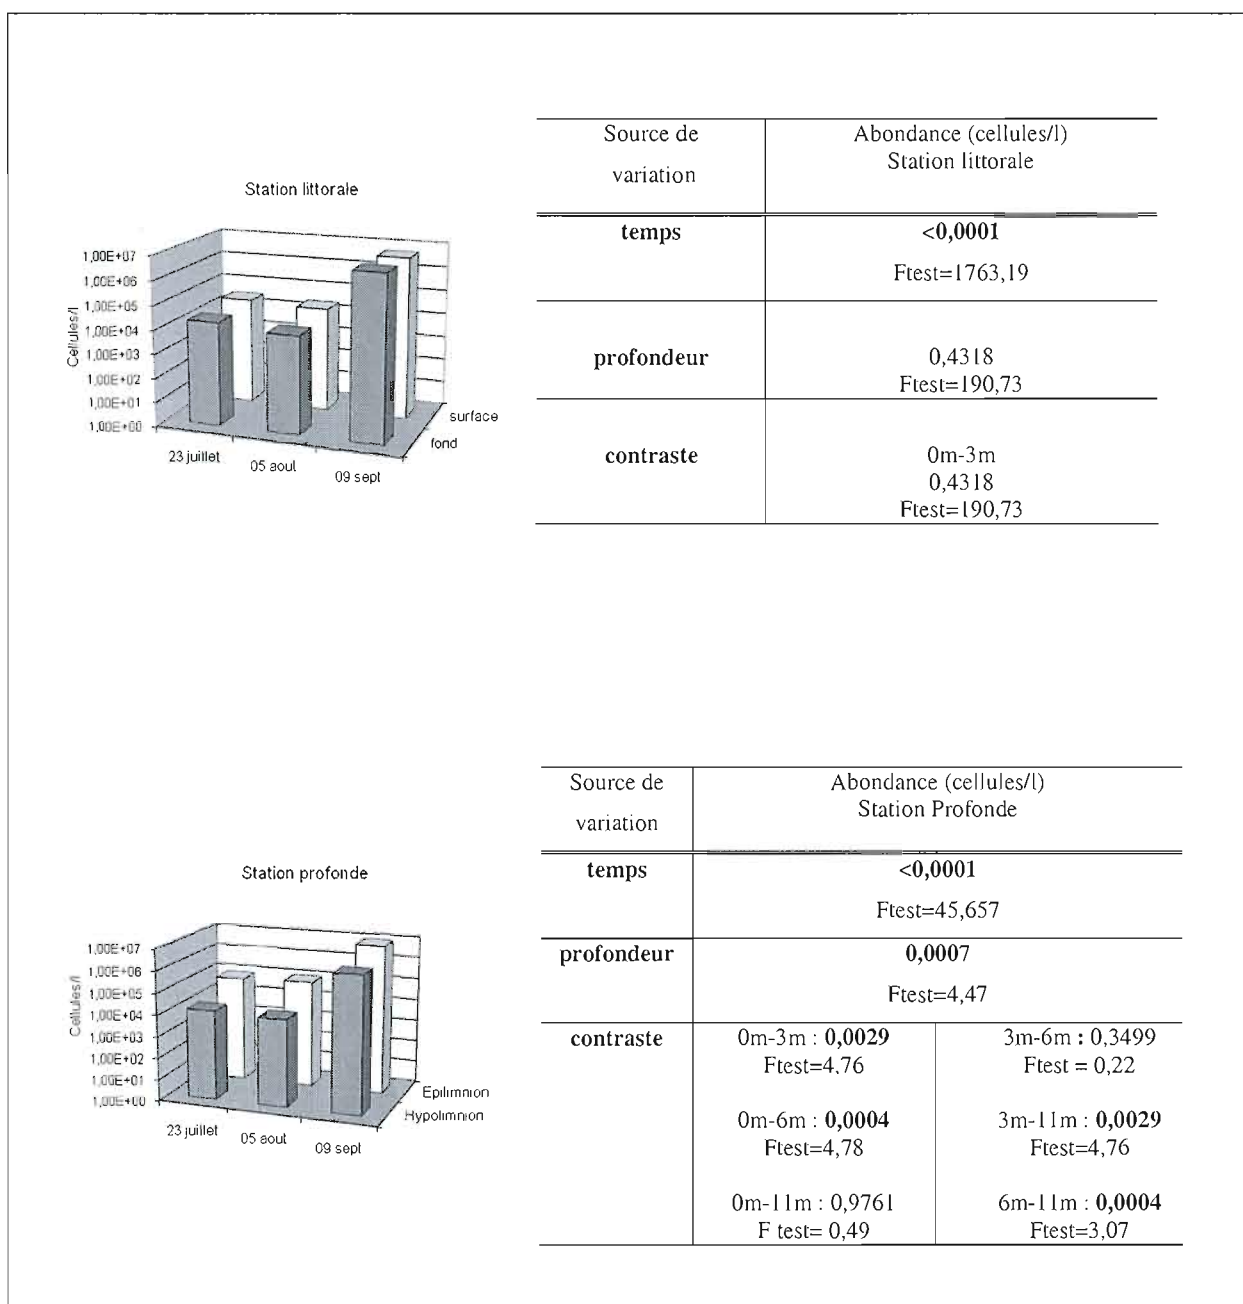 Station littorale
1,00E+07
1,00E+06
1,00E+05
1,00E+04
1,00E+03
1,00E+02
1,00E+01
1,00E+00
Cellules/l
23 juillet
05 aout
09 sept
surface
fond
Source de variation
Abondance (cellules/l)
Station littorale
temps
<0,0001
Ftest=1763,19
profondeur
0,4318
Ftest=190,73
contraste
0m-3m
0,4318
Ftest=190,73
Station profonde
1,00E+07
1,00E+06
1,00E+05
1,00E+04
1,00E+03
1,00E+02
1,00E+01
1,00E+00
Cellules/l
23 juillet
05 aout
09 sept
Epilimnion
Hypolimnion
Source de variation
Abondance (cellules/l)
Station Profonde
temps
<0,0001
Ftest=45,657
profondeur
0,0007
Ftest=4,47
contraste
0m-3m : 0,0029
Ftest=4,76
3m-6m : 0,3499
Ftest = 0,22
0m-6m : 0,0004
Ftest=4,78
3m-11m : 0,0029
Ftest=4,76
0m-11m : 0,9761
F test= 0,49
6m-11m : 0,0004
Ftest=3,07